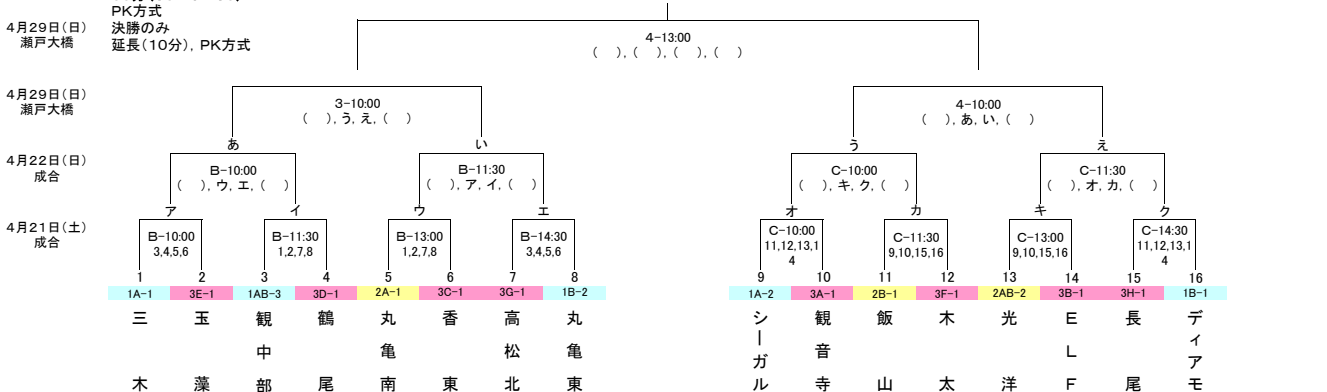 PK方式
4月29日(日)
瀬戸大橋
決勝のみ
延長(10分), PK方式
4-13:00
(　), (　), (　), (　)
4月29日(日)
瀬戸大橋
3-10:00
(　), う, え, (　)
4-10:00
(　), あ, い, (　)
あ い う え
4月22日(日)
成合
B-10:00
(　), ウ, エ, (　)
B-11:30
(　), ア, イ, (　)
C-10:00
(　), キ, ク, (　)
C-11:30
(　), オ, カ, (　)
ア イ ウ エ オ カ キ ク
4月21日(土)
成合
B-10:00
3,4,5,6
B-11:30
1,2,7,8
B-13:00
1,2,7,8
B-14:30
3,4,5,6
C-10:00
11,12,13,1
4
C-11:30
9,10,15,16
C-13:00
9,10,15,16
C-14:30
11,12,13,1
4
1 2 3 4 5 6 7 8 9 10 11 12 13 14 15 16
1A-1 3E-1 1AB-3 3D-1 2A-1 3C-1 3G-1 1B-2 1A-2 3A-1 2B-1 3F-1 2AB-2 3B-1 3H-1 1B-1
三木
玉藻
観中部
鶴尾
丸亀南
香東
高松北
丸亀東
シーガル
観音寺
飯山
木太
光洋
ELF
長尾
ディアモ